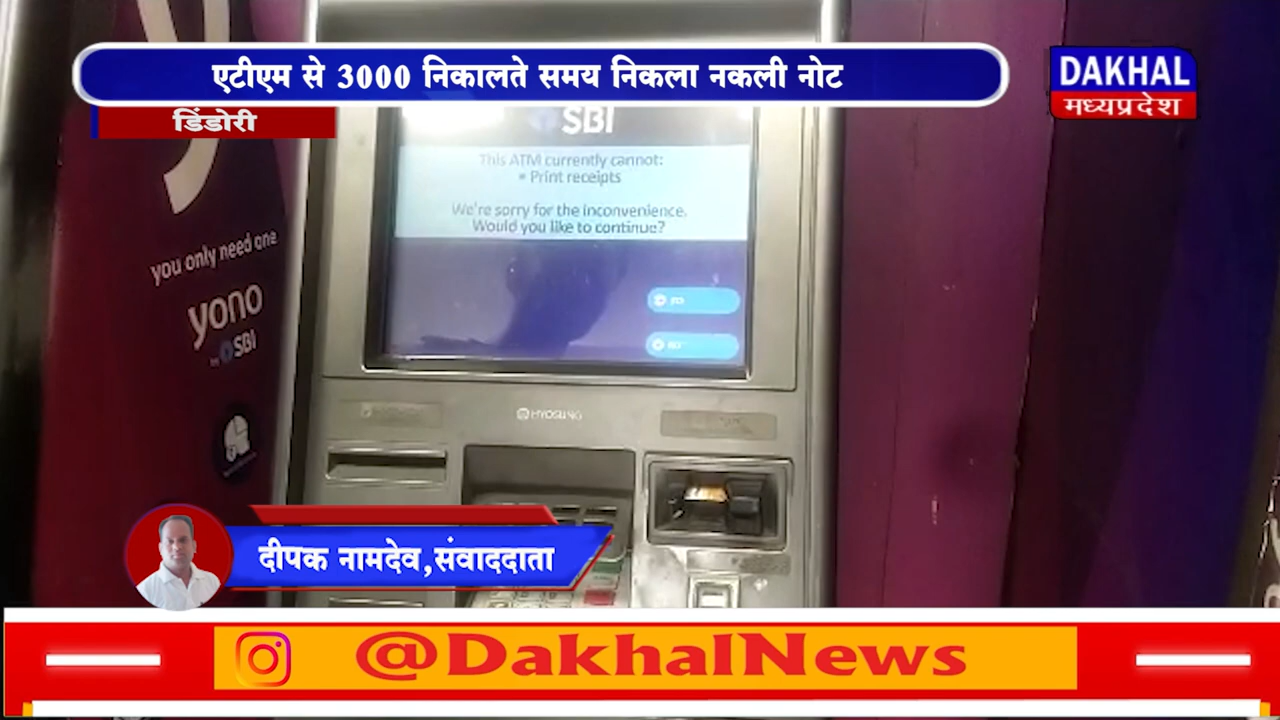 एटीएम से 3000 निकालते समय निकला नकली नोट
DAKHAL
मध्यप्रदेश
डिंडोरी
SBI
This ATM currently cannot:
Print receipts
We're sorry for the inconvenience.
Would you like to continue?
you only need one
yono
by SBI
HYOSUNG
दीपक नामदेव,संवाददाता
@DakhalNews